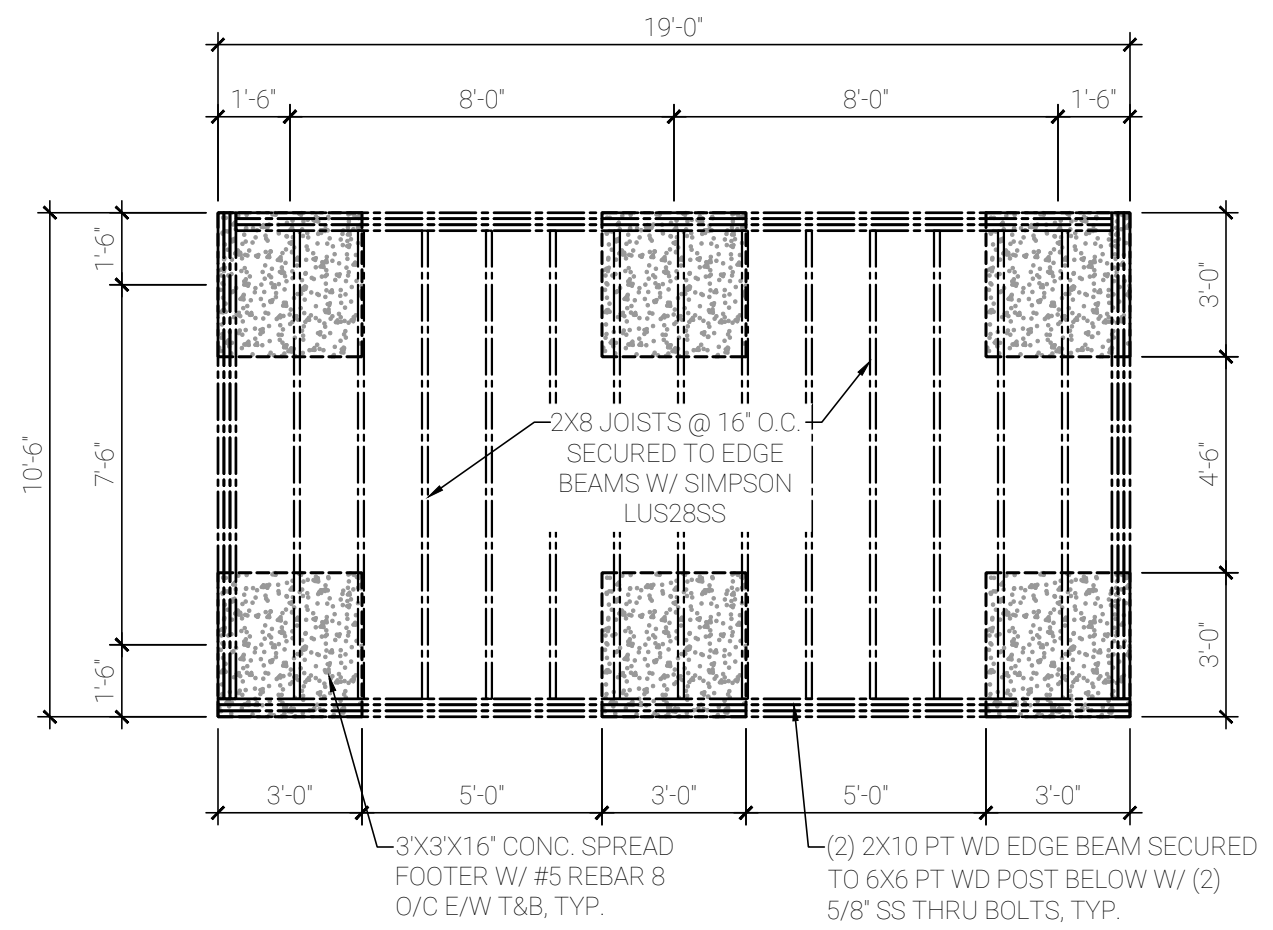 19'-0"
1'-6"
8'-0"
8'-0"
1'-6"
1'-6"
3'-0"
10'-6"
7'-6"
2X8 JOISTS @ 16" O.C.
SECURED TO EDGE
BEAMS W/ SIMPSON
LUS28SS
4'-6"
1'-6"
3'-0"
3'-0"
5'-0"
3'-0"
5'-0"
3'-0"
3'X3'X16" CONC. SPREAD
FOOTER W/ #5 REBAR 8
O/C E/W T&B, TYP.
(2) 2X10 PT WD EDGE BEAM SECURED
TO 6X6 PT WD POST BELOW W/ (2)
5/8" SS THRU BOLTS, TYP.